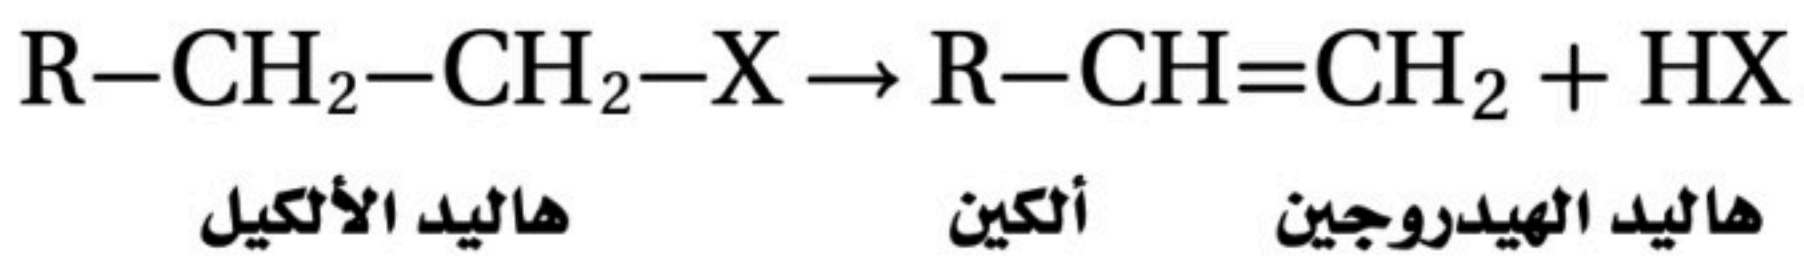 R—CH₂—CH₂—X → R—CH=CH₂ + HX
هاليد الألكيل ألكين هاليد الهيدروجين